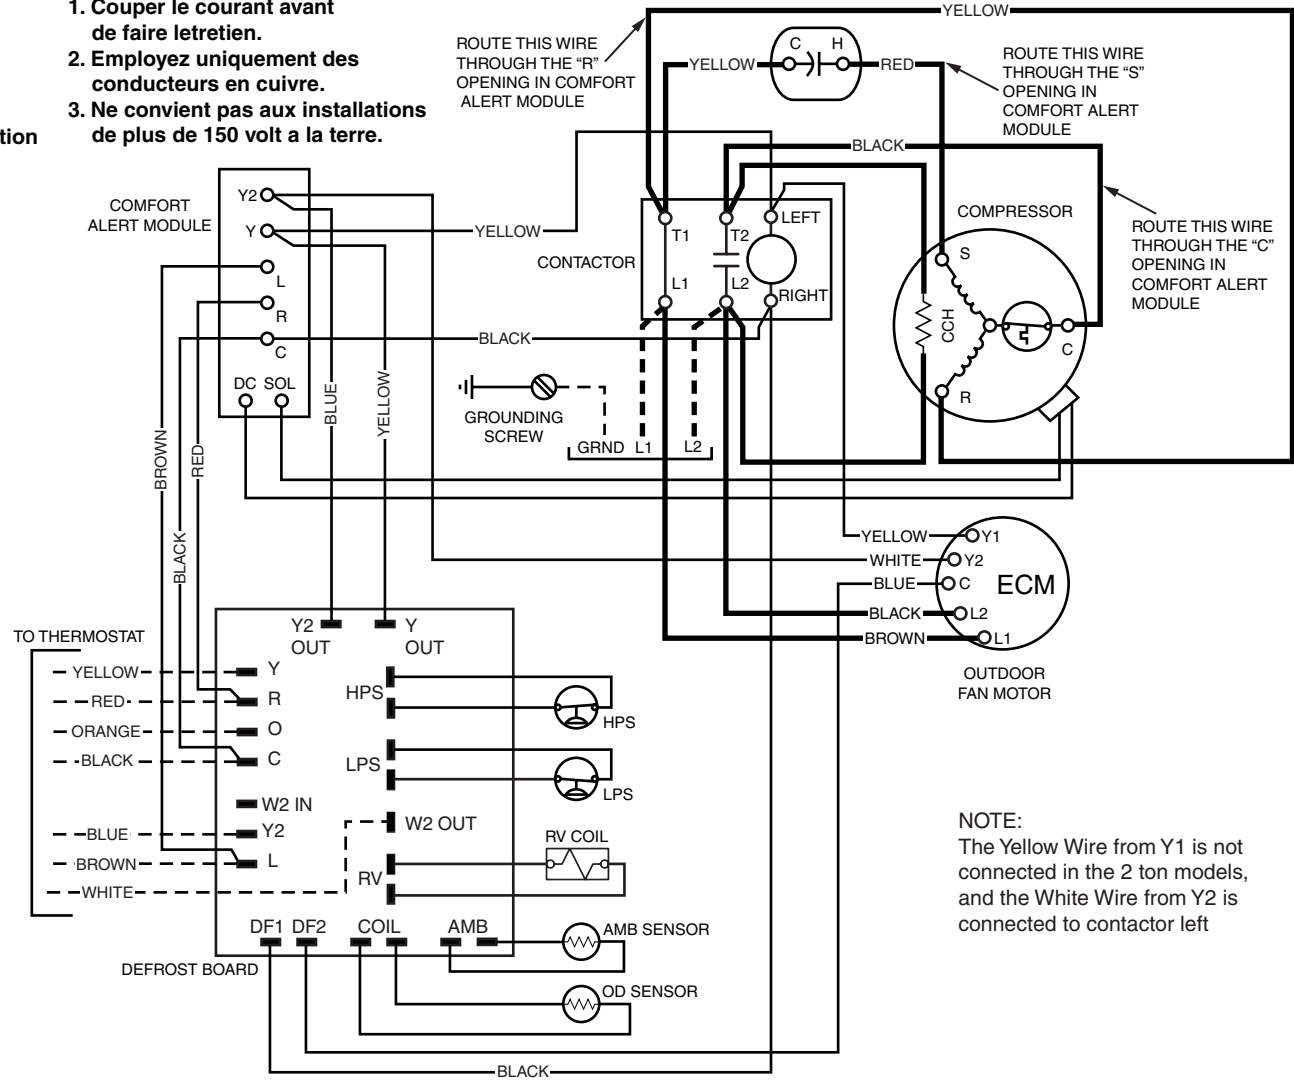 1. Couper le courant avant
de faire letretien.
2. Employez uniquement des
conducteurs en cuivre.
3. Ne convient pas aux installations
de plus de 150 volt a la terre.
tion
YELLOW
ROUTE THIS WIRE
THROUGH THE “R”
OPENING IN COMFORT
ALERT MODULE
YELLOW
C H
RED
ROUTE THIS WIRE
THROUGH THE “S”
OPENING IN
COMFORT ALERT
MODULE
BLACK
COMFORT
ALERT MODULE
Y2
Y
L
R
C
DC SOL
YELLOW
BLACK
CONTACTOR
T1
T2
LEFT
L1
L2
RIGHT
COMPRESSOR
S
CCH
C
R
ROUTE THIS WIRE
THROUGH THE “C”
OPENING IN
COMFORT ALERT
MODULE
GROUNDING
SCREW
GRND L1 L2
BLUE
YELLOW
BROWN
RED
BLACK
YELLOW Y1
WHITE Y2
BLUE C
BLACK L2
BROWN L1
ECM
OUTDOOR
FAN MOTOR
TO THERMOSTAT
YELLOW
RED
ORANGE
BLACK
BLUE
BROWN
WHITE
Y2
OUT
Y
OUT
Y
R
O
C
W2 IN
Y2
L
HPS
HPS
LPS
LPS
W2 OUT
RV COIL
RV
DF1 DF2 COIL AMB
AMB SENSOR
DEFROST BOARD
OD SENSOR
BLACK
NOTE:
The Yellow Wire from Y1 is not
connected in the 2 ton models,
and the White Wire from Y2 is
connected to contactor left